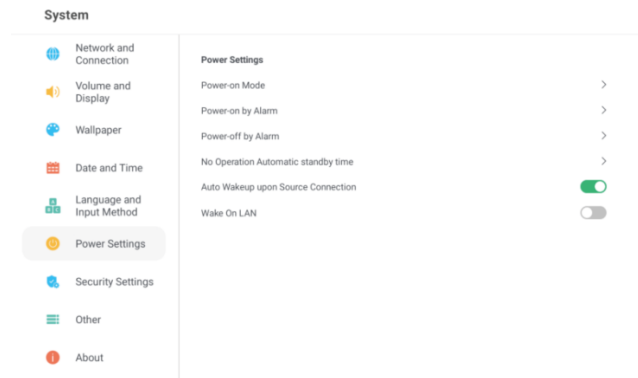 System
Network and
Connection
Volume and
Display
Wallpaper
Date and Time
Language and
Input Method
Power Settings
Security Settings
Other
About
Power Settings
Power-on Mode
Power-on by Alarm
Power-off by Alarm
No Operation Automatic standby time
Auto Wakeup upon Source Connection
Wake On LAN